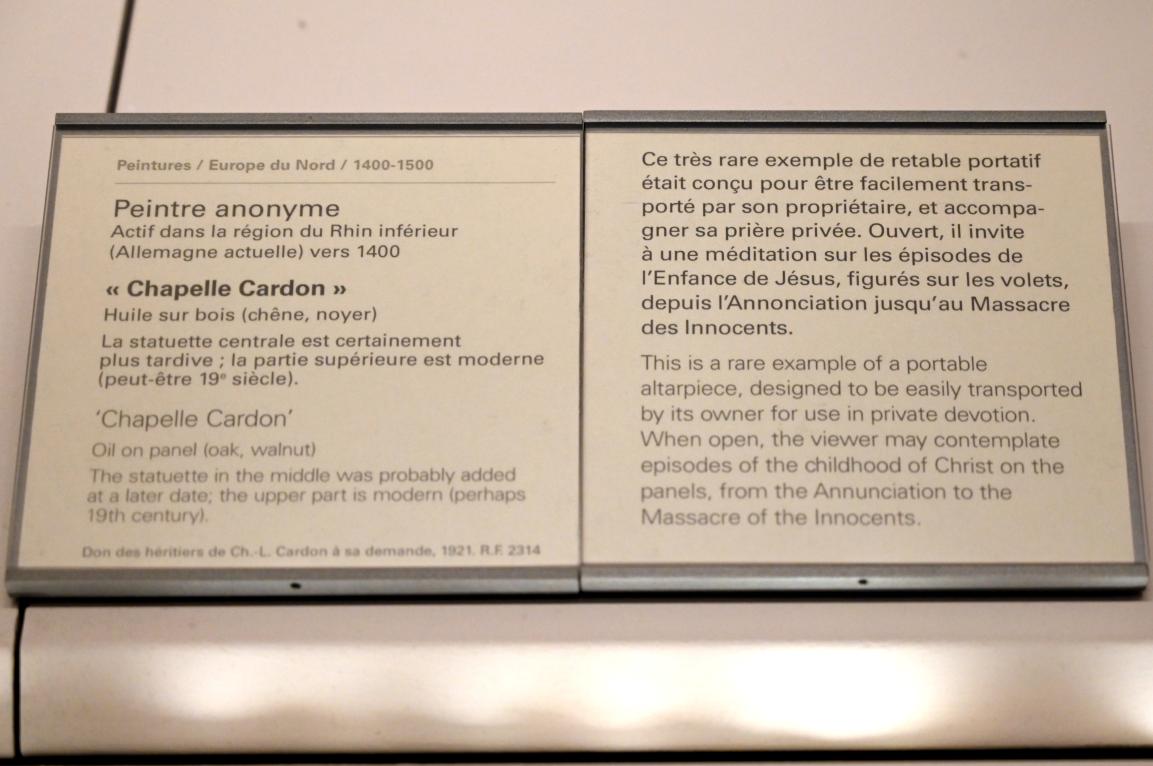 Peintures / Europe du Nord / 1400-1500
Peintre anonyme
Actif dans la région du Rhin inférieur
(Allemagne actuelle) vers 1400
« Chapelle Cardon »
Huile sur bois (chêne, noyer)
La statuette centrale est certainement
plus tardive ; la partie supérieure est moderne
(peut-être 19e siècle).
'Chapelle Cardon'
Oil on panel (oak, walnut)
The statuette in the middle was probably added
at a later date; the upper part is modern (perhaps
19th century).
Don des héritiers de Ch.-L. Cardon à sa demande, 1921. R.F. 2314
Ce très rare exemple de retable portatif
était conçu pour être facilement trans-
porté par son propriétaire, et accompa-
gner sa prière privée. Ouvert, il invite
à une méditation sur les épisodes de
l'Enfance de Jésus, figurés sur les volets,
depuis l'Annonciation jusqu'au Massacre
des Innocents.
This is a rare example of a portable
altarpiece, designed to be easily transported
by its owner for use in private devotion.
When open, the viewer may contemplate
episodes of the childhood of Christ on the
panels, from the Annunciation to the
Massacre of the Innocents.